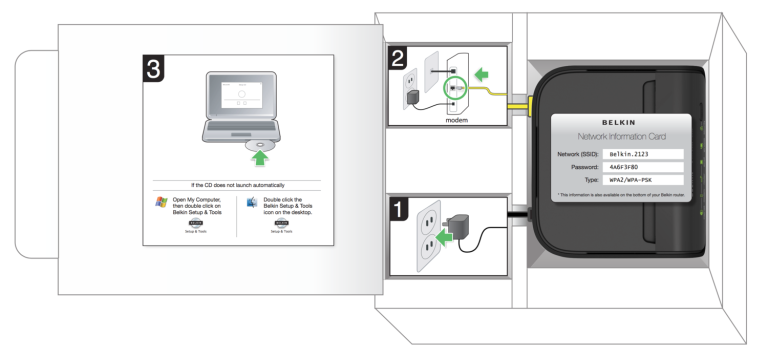 3
If the CD does not launch automatically
Open My Computer,
then double click on
Belkin Setup & Tools
BELKIN
Setup & Tools
Double click the
Belkin Setup & Tools
icon on the desktop.
BELKIN
Setup & Tools
2
modem
1
BELKIN
Network Information Card
Network (SSID): Belkin.2123
Password: 4A6F3F80
Type: WPA2/WPA-PSK
* This information is also available on the bottom of your Belkin router.